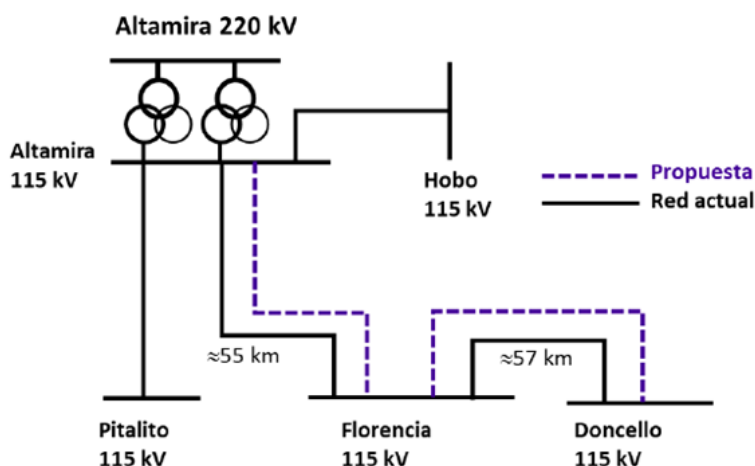 Altamira 220 kV
Altamira
115 kV
Hobo
115 kV
Propuesta
Red actual
≈55 km
≈57 km
Pitalito
115 kV
Florencia
115 kV
Doncello
115 kV